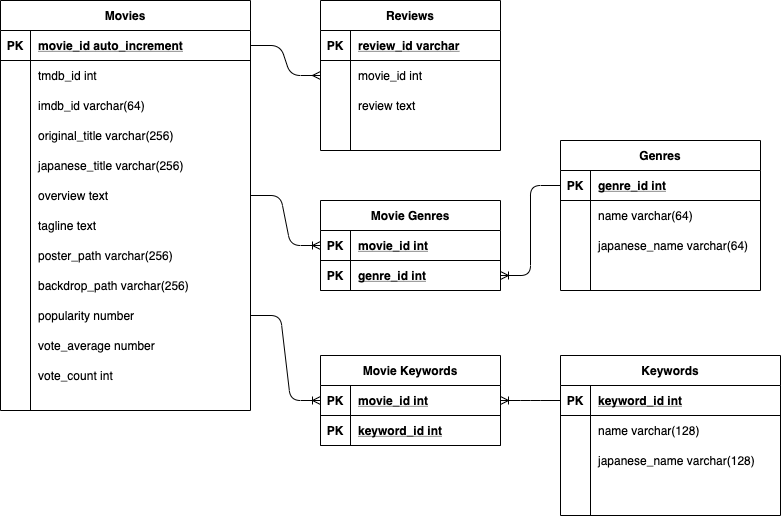 Movies
PK movie_id auto_increment
tmdb_id int
imdb_id varchar(64)
original_title varchar(256)
japanese_title varchar(256)
overview text
tagline text
poster_path varchar(256)
backdrop_path varchar(256)
popularity number
vote_average number
vote_count int
Reviews
PK review_id varchar
movie_id int
review text
Movie Genres
PK movie_id int
PK genre_id int
Genres
PK genre_id int
name varchar(64)
japanese_name varchar(64)
Movie Keywords
PK movie_id int
PK keyword_id int
Keywords
PK keyword_id int
name varchar(128)
japanese_name varchar(128)